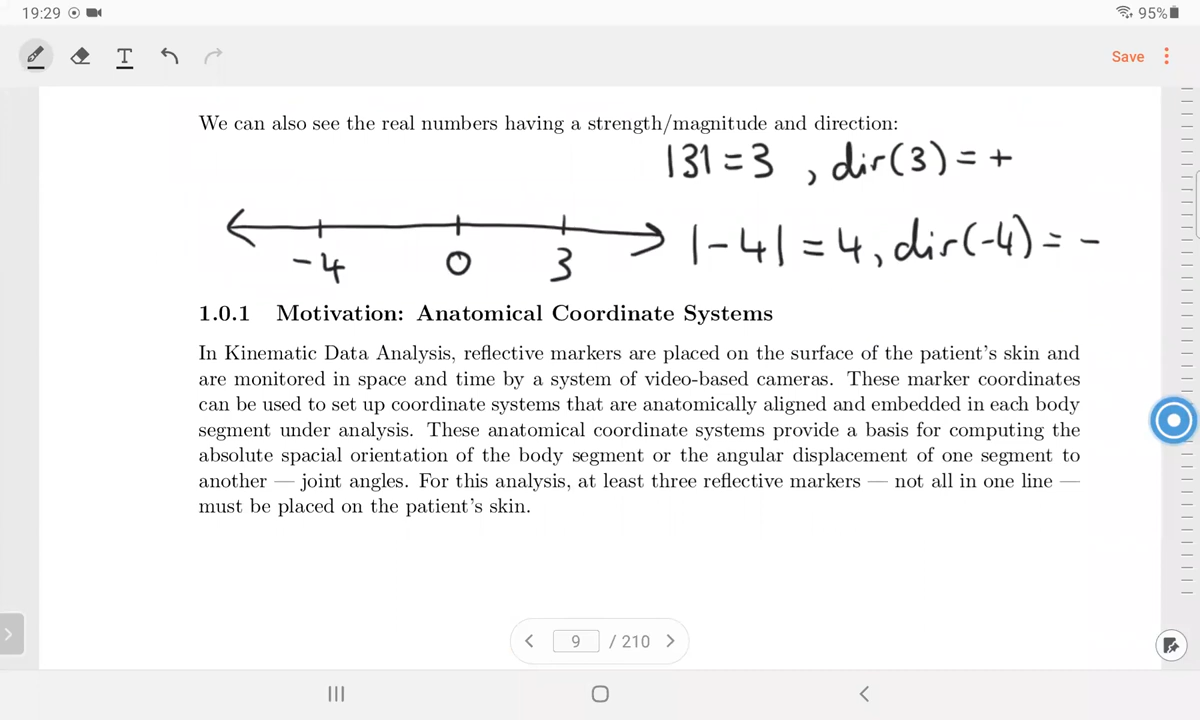 19:29
95%
T
Save
We can also see the real numbers having a strength/magnitude and direction:
|3| = 3 , dir(3) = +
-4 0 3
|-4| = 4, dir(-4) = -
1.0.1 Motivation: Anatomical Coordinate Systems
In Kinematic Data Analysis, reflective markers are placed on the surface of the patient's skin and
are monitored in space and time by a system of video-based cameras. These marker coordinates
can be used to set up coordinate systems that are anatomically aligned and embedded in each body
segment under analysis. These anatomical coordinate systems provide a basis for computing the
absolute spacial orientation of the body segment or the angular displacement of one segment to
another — joint angles. For this analysis, at least three reflective markers — not all in one line —
must be placed on the patient's skin.
9 / 210